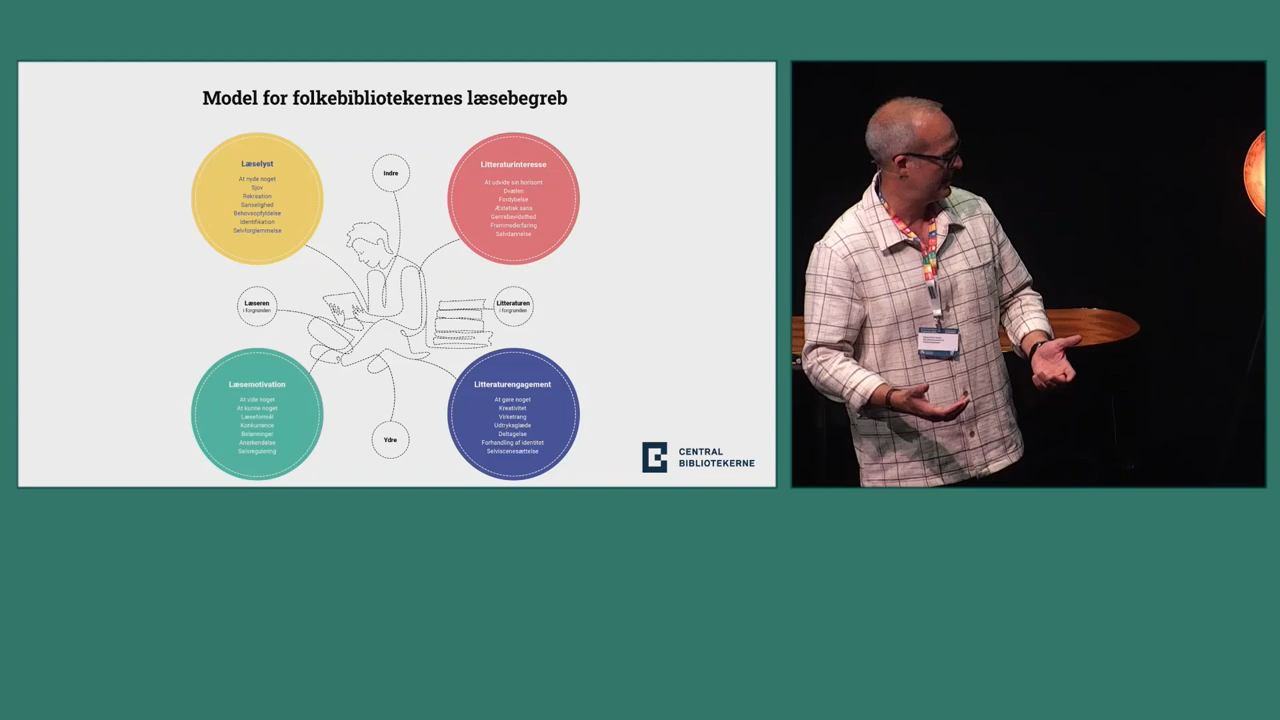 Model for folkebibliotekernes læsebegreb
Læselyst
At nyde noget
Sjov
Rekreation
Sanselighed
Behovsopfyldelse
Identifikation
Selvforglemmelse
Indre
Litteraturinteresse
At udvide sin horisont
Dvælen
Fordybelse
Æstetisk sans
Genrebevidsthed
Fremmederfaring
Selvdannelse
Læseren
i forgrunden
Litteraturen
i forgrunden
Læsemotivation
At vide noget
At kunne noget
Læseformål
Konkurrence
Belønninger
Anerkendelse
Selvregulering
Ydre
Litteraturengagement
At gøre noget
Kreativitet
Virketrang
Udtryksglæde
Deltagelse
Forhandling af identitet
Selviscenesættelse
CENTRAL
BIBLIOTEKERNE